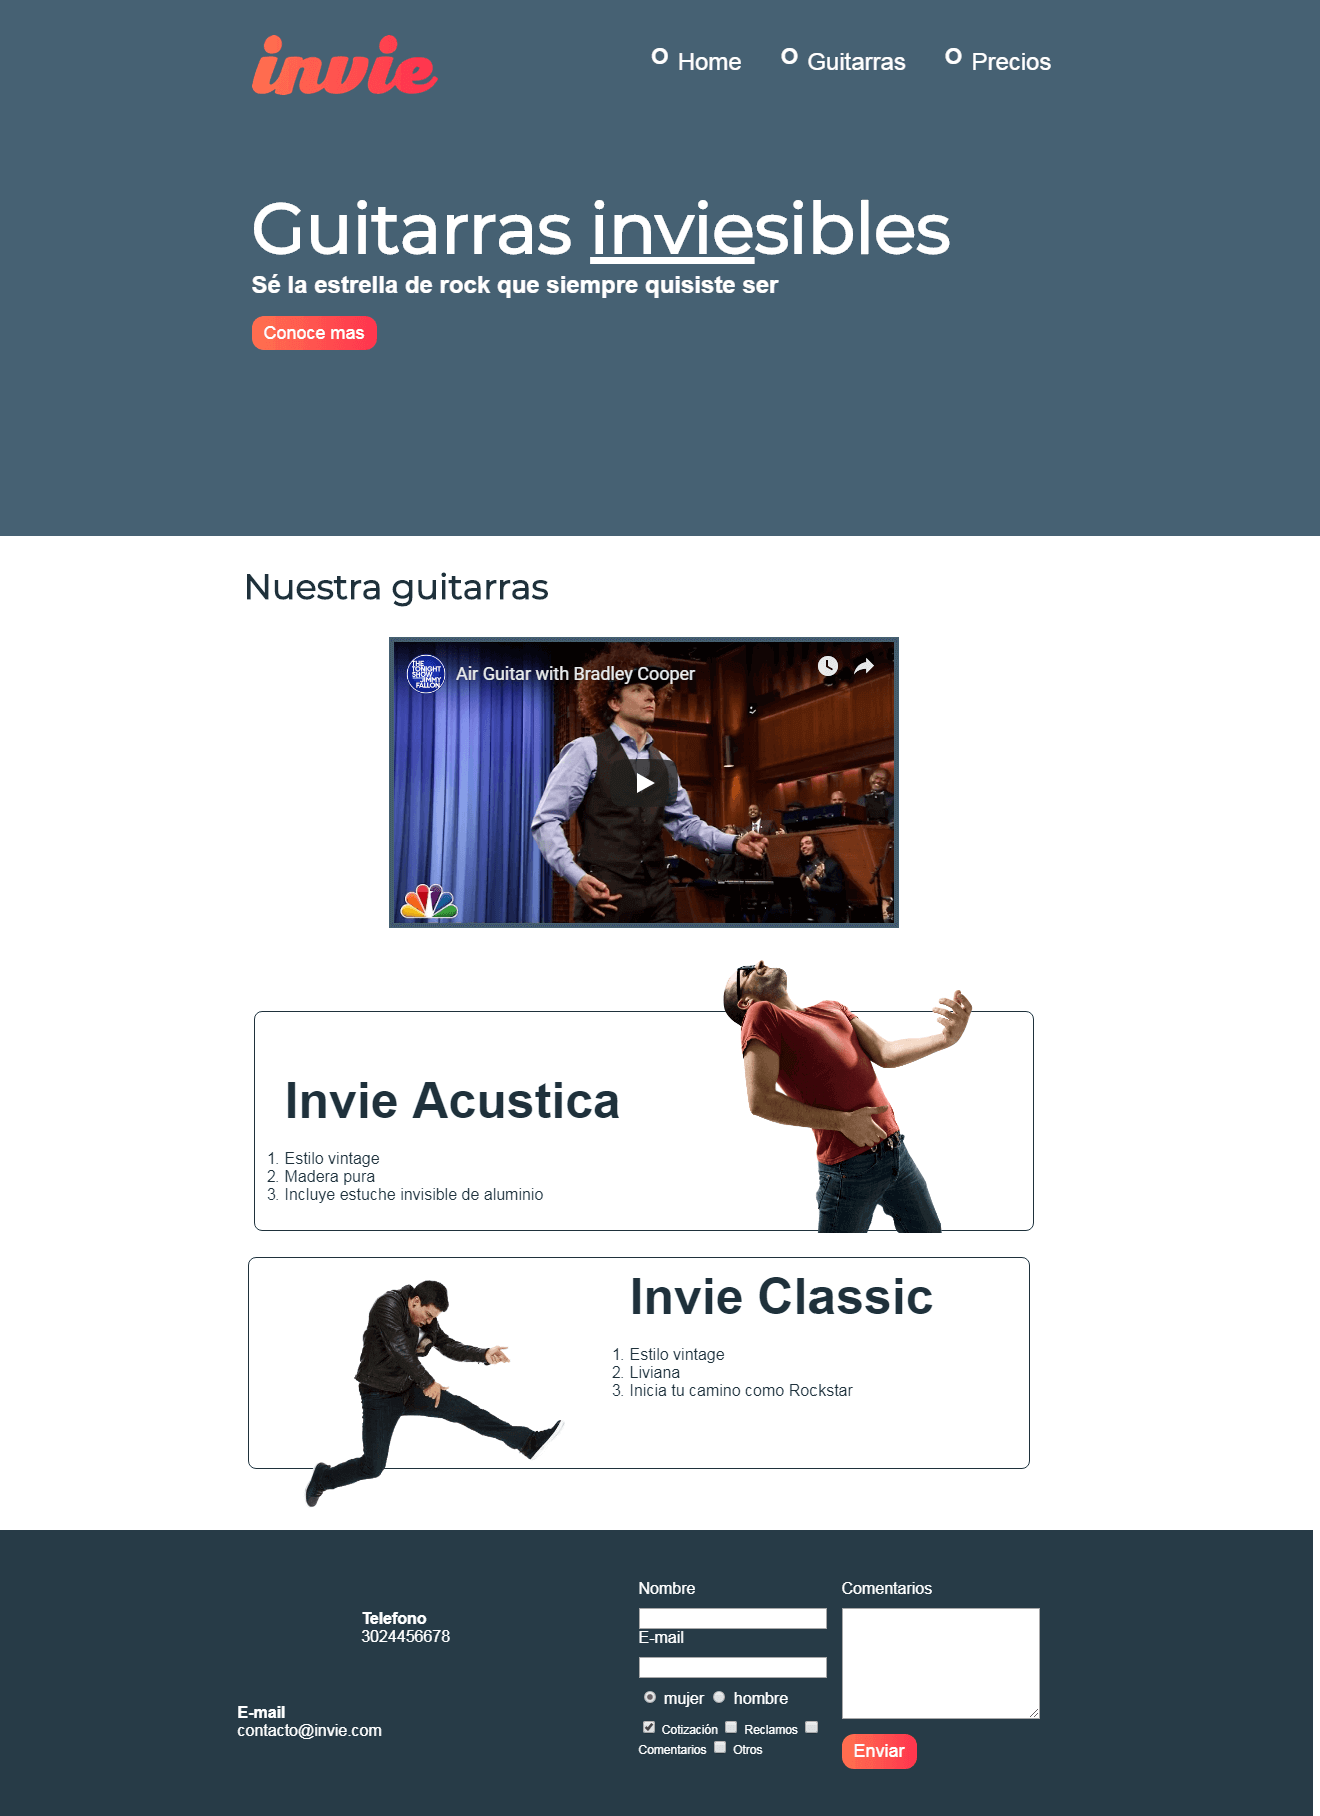 invie
Home
Guitarras
Precios
Guitarras inviesibles
Sé la estrella de rock que siempre quisiste ser
Conoce mas
Nuestra guitarras
THE TONIGHT SHOW JIMMY FALLON
Air Guitar with Bradley Cooper
Invie Acustica
1. Estilo vintage
2. Madera pura
3. Incluye estuche invisible de aluminio
Invie Classic
1. Estilo vintage
2. Liviana
3. Inicia tu camino como Rockstar
Telefono
3024456678
E-mail
contacto@invie.com
Nombre
E-mail
mujer hombre
Cotización Reclamos
Comentarios Otros
Comentarios
Enviar